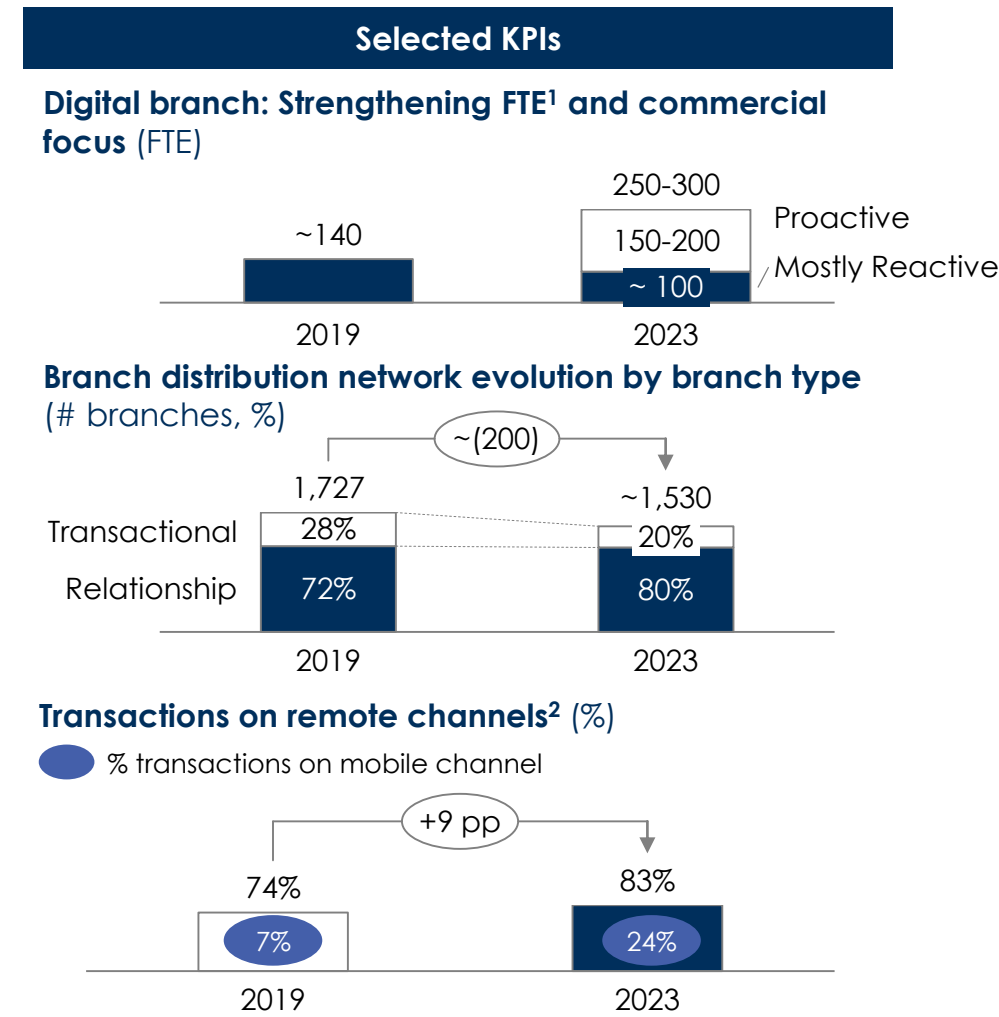 Selected KPIs
Digital branch: Strengthening FTE¹ and commercial
focus (FTE)
250-300
Proactive
~140
150-200
Mostly Reactive
~ 100
2019
2023
Branch distribution network evolution by branch type
(# branches, %)
~(200)
1,727
~1,530
Transactional
28%
20%
Relationship
72%
80%
2019
2023
Transactions on remote channels² (%)
% transactions on mobile channel
+9 pp
74%
83%
7%
24%
2019
2023